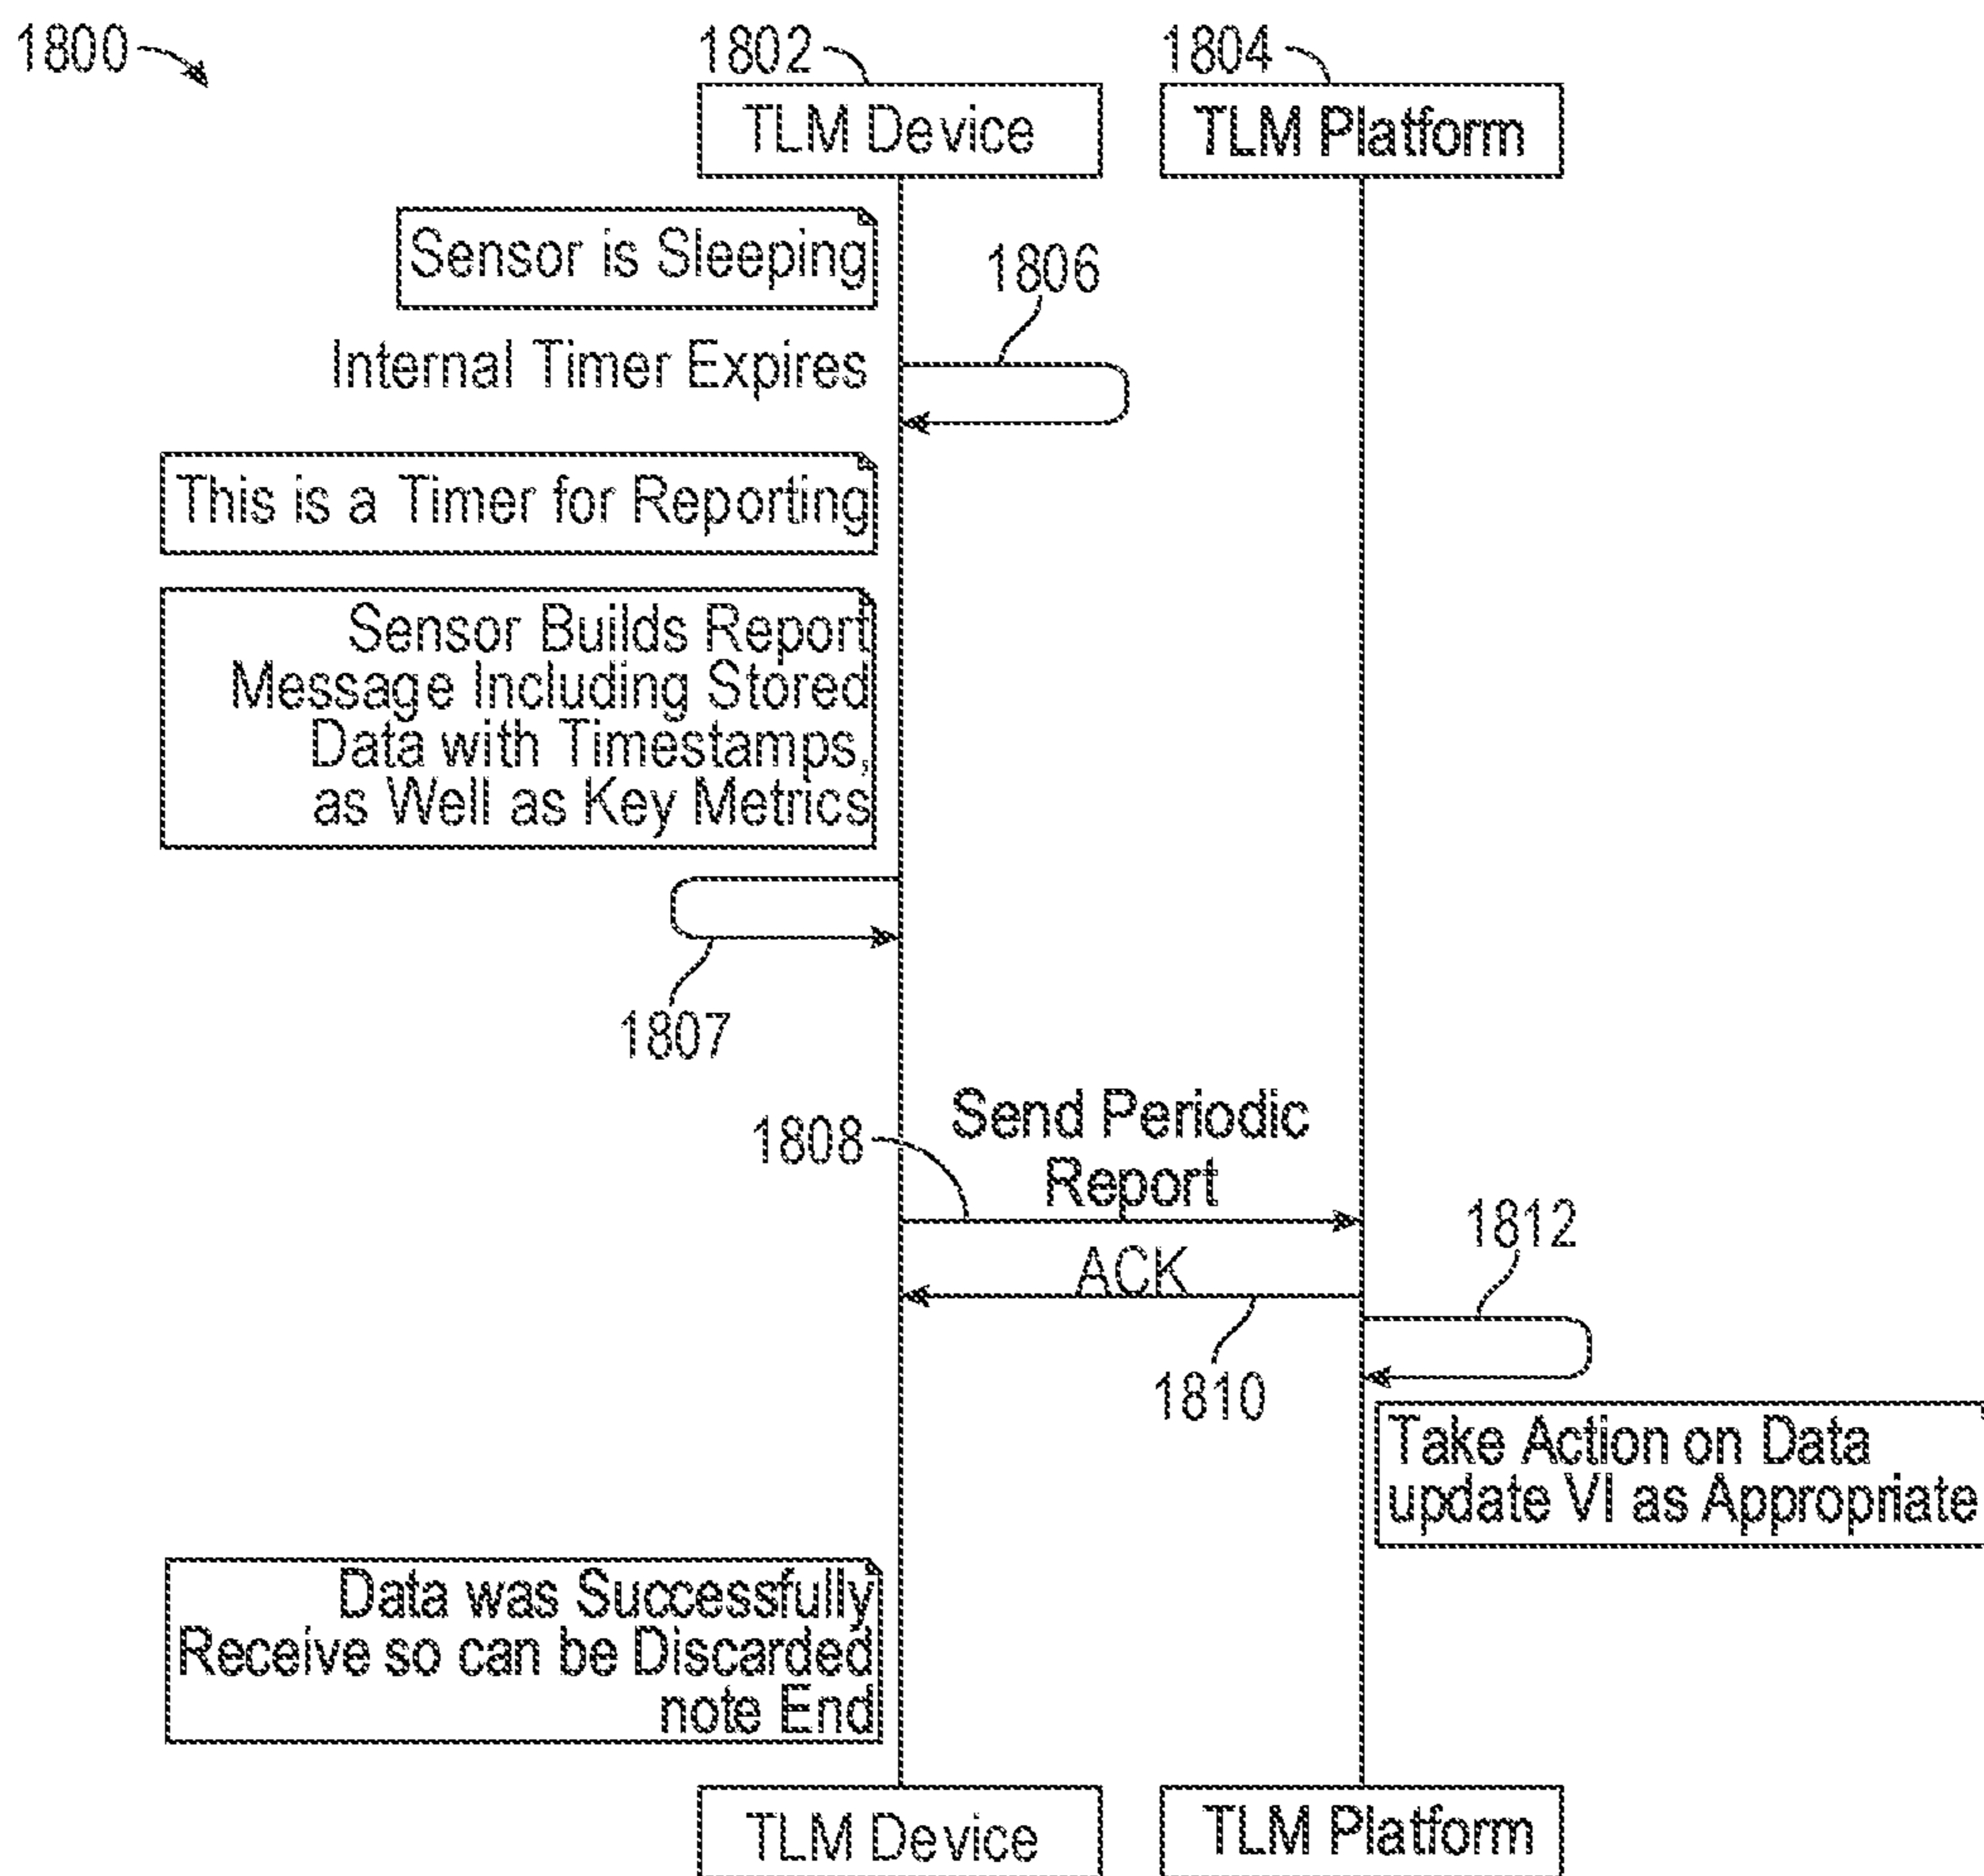 1800
1802
1804
TLM Device
TLM Platform
Sensor is Sleeping
1806
Internal Timer Expires
This is a Timer for Reporting
Sensor Builds Report
Message Including Stored
Data with Timestamps,
as Well as Key Metrics
1807
Send Periodic
Report
1808
ACK
1812
1810
Take Action on Data
update VI as Appropriate
Data was Successfully
Receive so can be Discarded
note End
TLM Device
TLM Platform